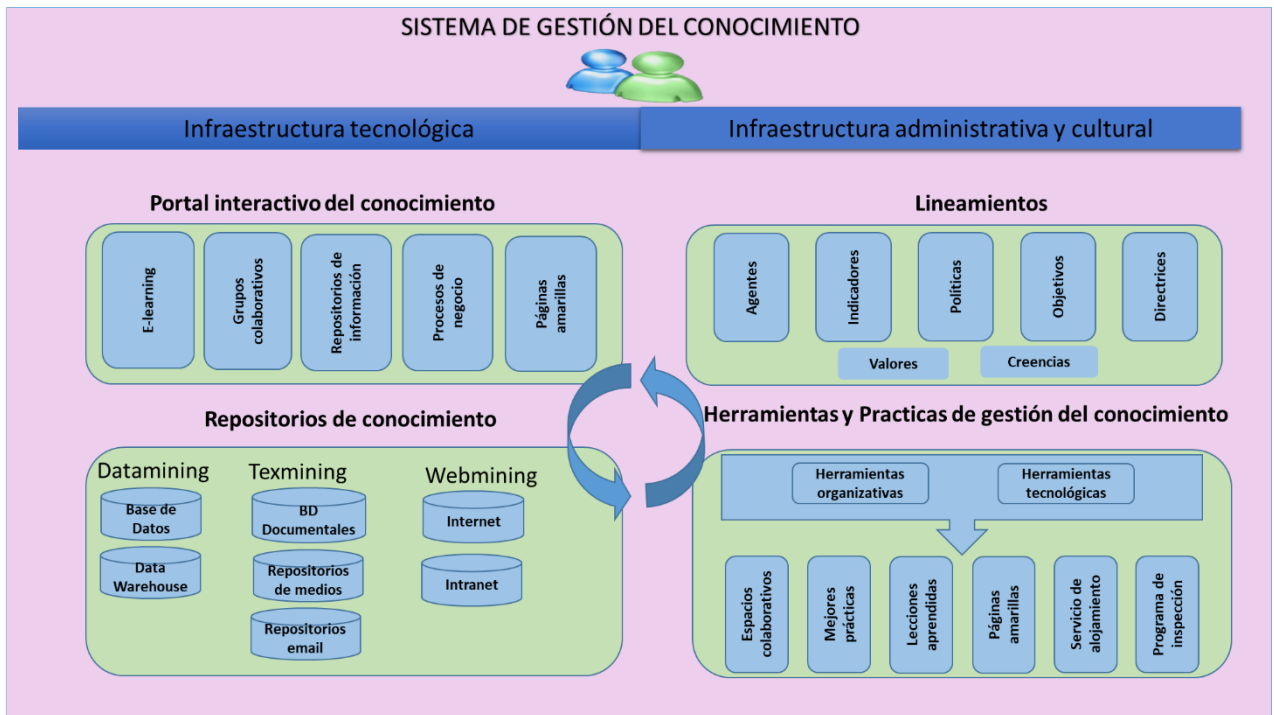 SISTEMA DE GESTIÓN DEL CONOCIMIENTO
Infraestructura tecnológica
Infraestructura administrativa y cultural
Portal interactivo del conocimiento
E-learning
Grupos
colaborativos
Repositorios de
información
Procesos de
negocio
Páginas
amarillas
Lineamientos
Agentes
Indicadores
Políticas
Objetivos
Directrices
Valores
Creencias
Repositorios de conocimiento
Datamining
Base de
Datos
Data
Warehouse
Texmining
BD
Documentales
Repositorios
de medios
Repositorios
email
Webmining
Internet
Intranet
Herramientas y Practicas de gestión del conocimiento
Herramientas
organizativas
Herramientas
tecnológicas
Espacios
colaborativos
Mejores
prácticas
Lecciones
aprendidas
Páginas
amarillas
Servicio de
alojamiento
Programa de
inspección